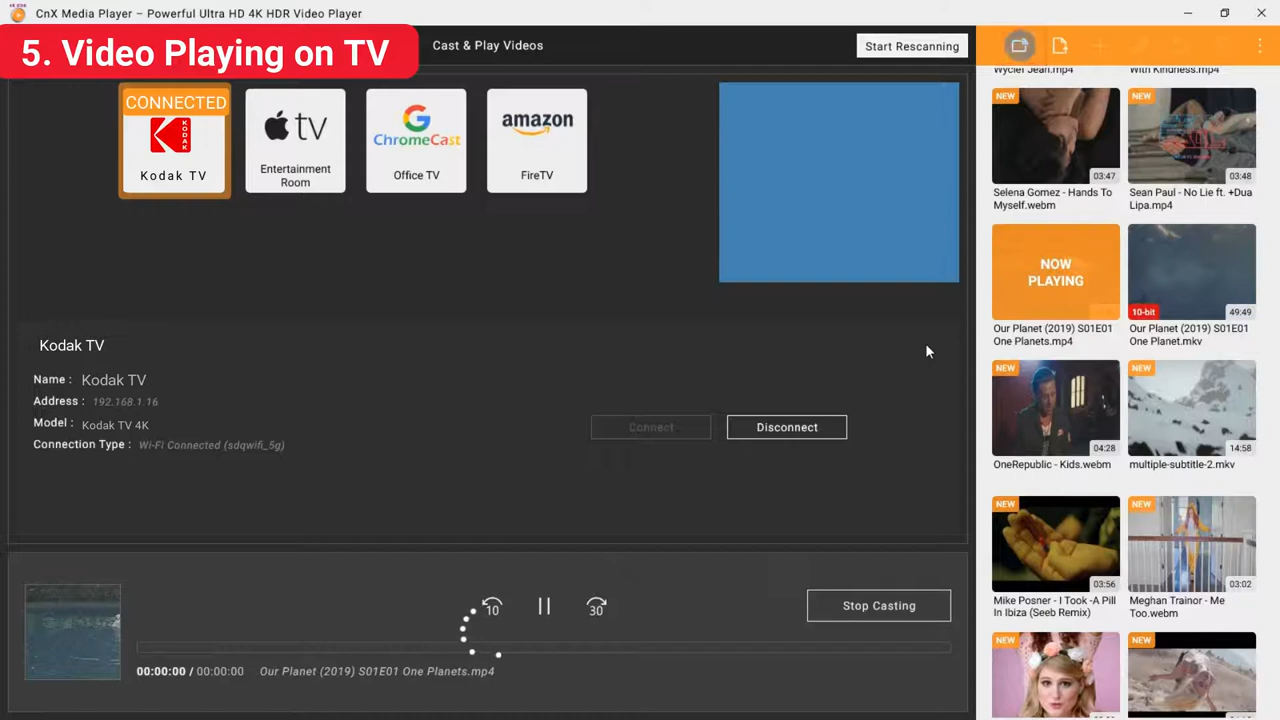 CnX Media Player – Powerful Ultra HD 4K HDR Video Player
5. Video Playing on TV
Cast & Play Videos
Start Rescanning
CONNECTED
KODAK
Kodak TV
tv
Entertainment
Room
G
ChromeCast
Office TV
amazon
FireTV
Kodak TV
Name : Kodak TV
Address : 192.168.1.16
Model : Kodak TV 4K
Connection Type : Wi-Fi Connected (sdqwifi_5g)
Connect
Disconnect
10
30
Stop Casting
00:00:00 / 00:00:00 Our Planet (2019) S01E01 One Planets.mp4
Wyclef Jean.mp4
With Kindness.mp4
NEW
03:47
Selena Gomez - Hands To
Myself.webm
NEW
03:48
Sean Paul - No Lie ft. +Dua
Lipa.mp4
NOW
PLAYING
Our Planet (2019) S01E01
One Planets.mp4
10-bit
49:49
Our Planet (2019) S01E01
One Planet.mkv
NEW
04:28
OneRepublic - Kids.webm
NEW
14:58
multiple-subtitle-2.mkv
NEW
03:56
Mike Posner - I Took -A Pill
In Ibiza (Seeb Remix)
NEW
03:02
Meghan Trainor - Me
Too.webm
NEW
NEW